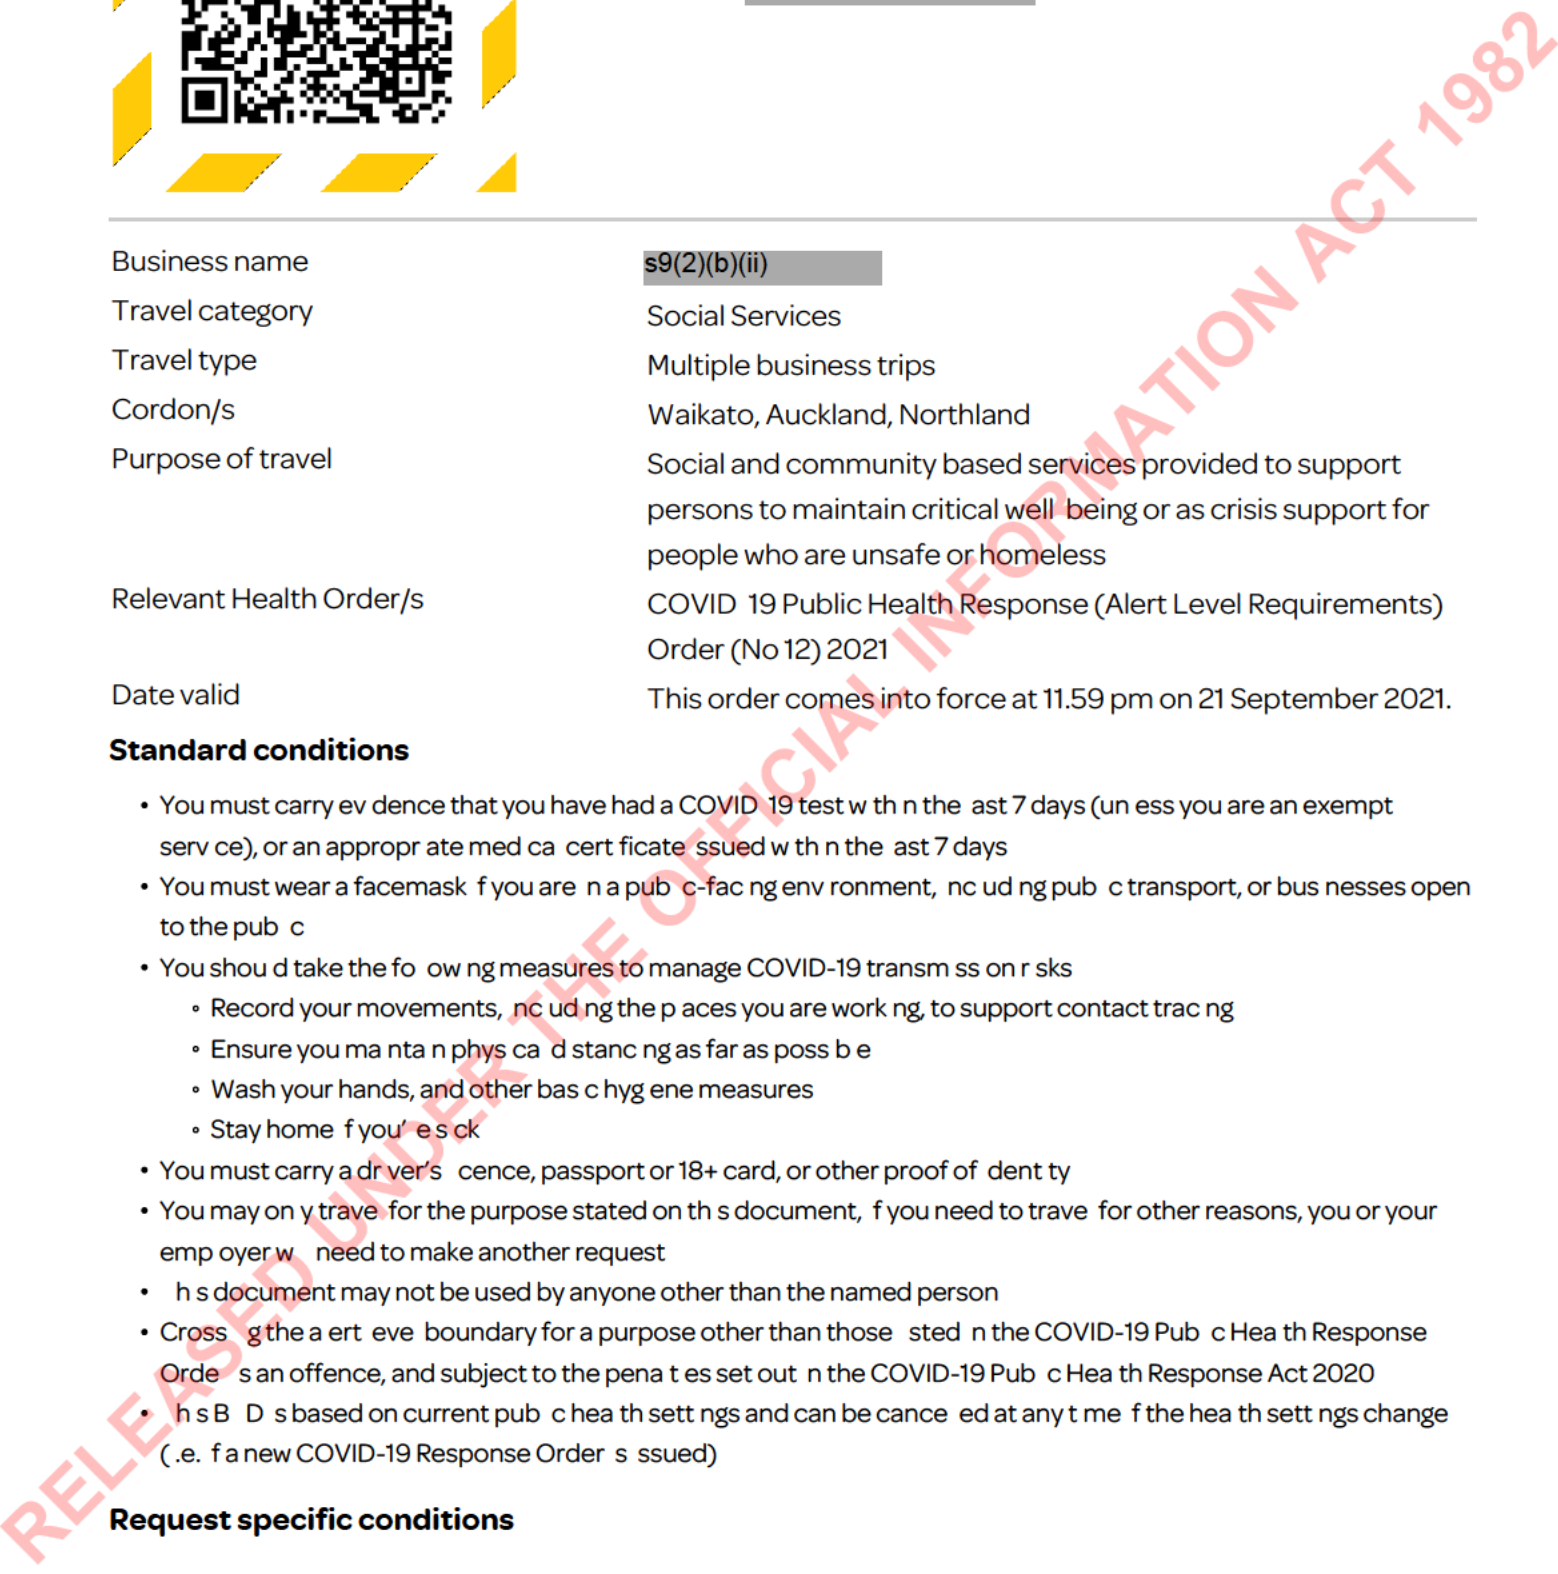 Business name s9(2)(b)(ii)
Travel category Social Services
Travel type Multiple business trips
Cordon/s Waikato, Auckland, Northland
Purpose of travel Social and community based services provided to support
persons to maintain critical well being or as crisis support for
people who are unsafe or homeless
Relevant Health Order/s COVID 19 Public Health Response (Alert Level Requirements)
Order (No 12) 2021
Date valid This order comes into force at 11.59 pm on 21 September 2021.
Standard conditions
• You must carry ev dence that you have had a COVID 19 test w th n the ast 7 days (un ess you are an exempt
serv ce), or an appropr ate med ca cert ficate ssued w th n the ast 7 days
• You must wear a facemask f you are n a pub c-fac ng env ronment, nc ud ng pub c transport, or bus nesses open
to the pub c
• You shou d take the fo ow ng measures to manage COVID-19 transm ss on r sks
◦ Record your movements, nc ud ng the p aces you are work ng, to support contact trac ng
◦ Ensure you ma nta n phys ca d stanc ng as far as poss b e
◦ Wash your hands, and other bas c hyg ene measures
◦ Stay home f you' e s ck
• You must carry a dr ver's cence, passport or 18+ card, or other proof of dent ty
• You may on y trave for the purpose stated on th s document, f you need to trave for other reasons, you or your
emp oyer w need to make another request
• h s document may not be used by anyone other than the named person
• Cross g the a ert eve boundary for a purpose other than those sted n the COVID-19 Pub c Hea th Response
Orde s an offence, and subject to the pena t es set out n the COVID-19 Pub c Hea th Response Act 2020
• h s B D s based on current pub c hea th sett ngs and can be cance ed at any t me f the hea th sett ngs change
( .e. f a new COVID-19 Response Order s ssued)
Request specific conditions
RELEASED UNDER THE OFFICIAL INFORMATION ACT 1982